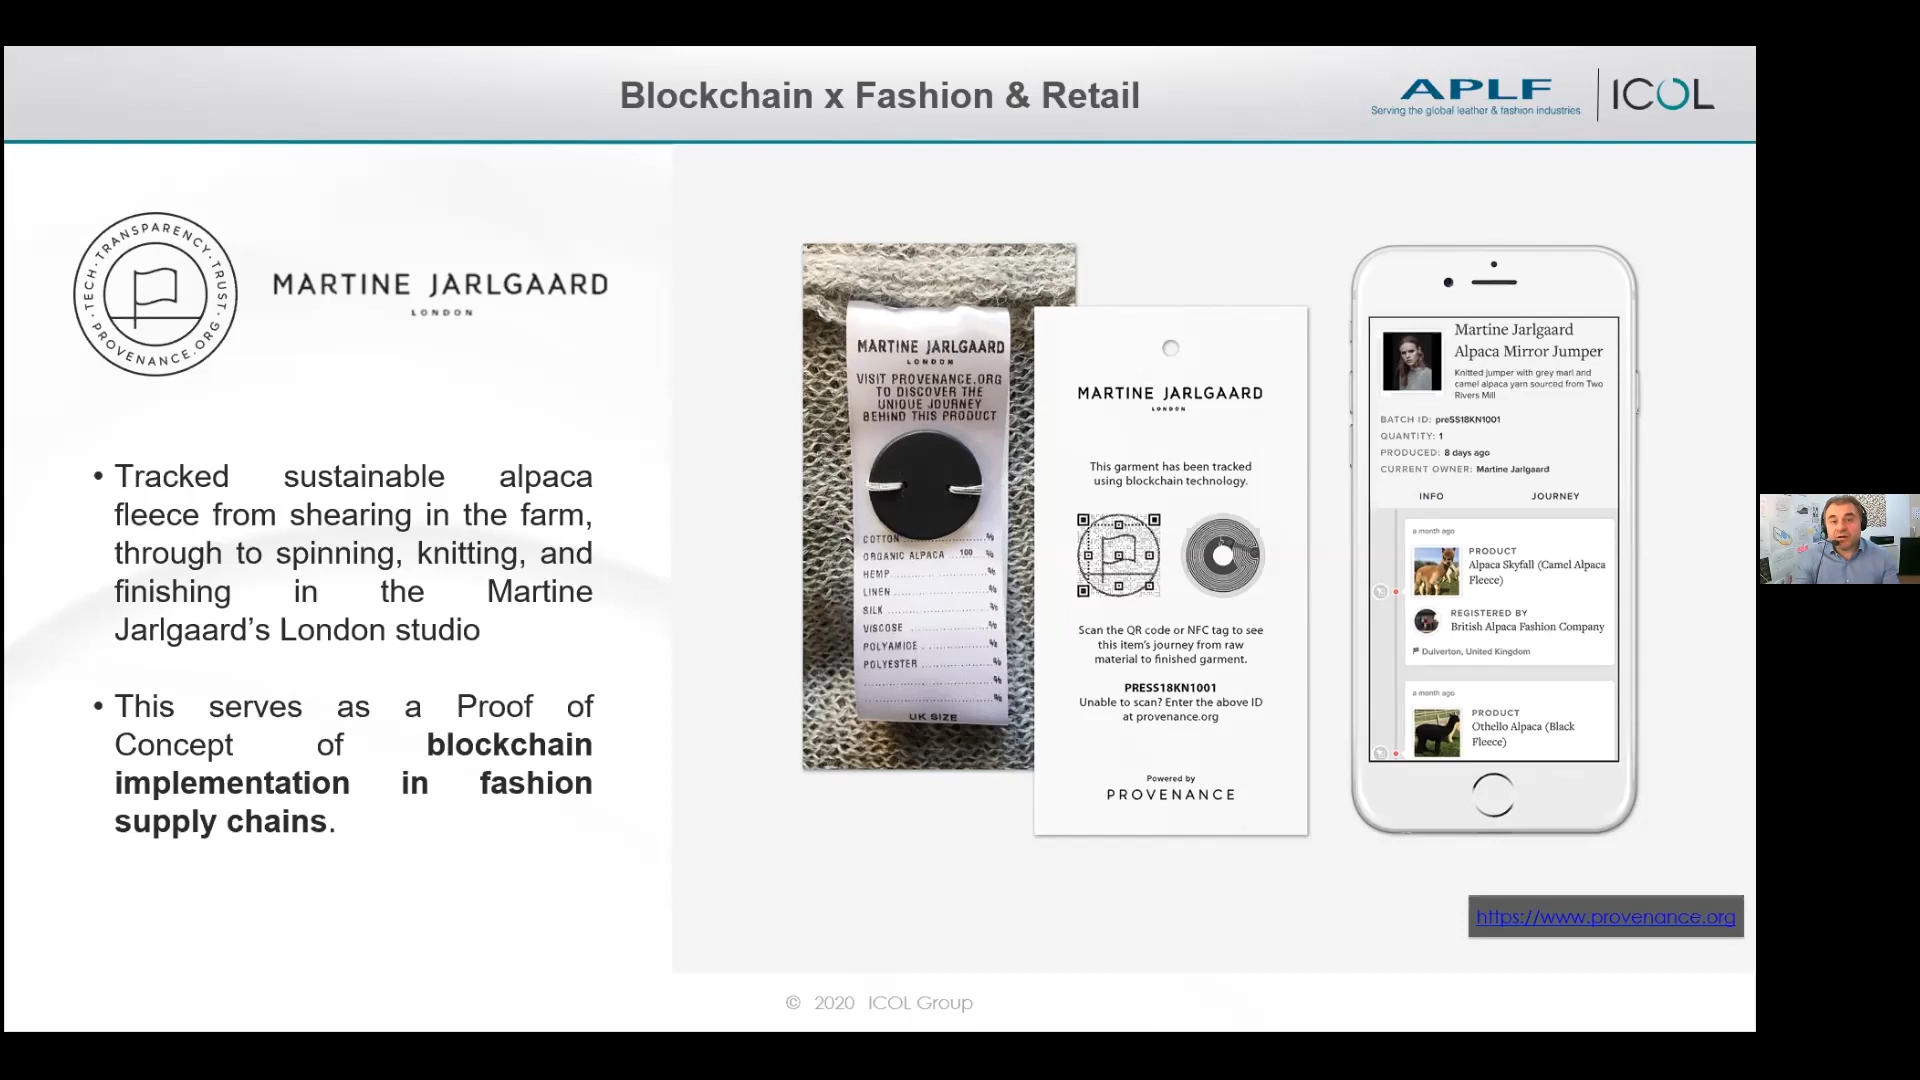 Blockchain x Fashion & Retail
APLF
Serving the global leather & fashion industries
ICOL
·TECH·TRANSPARENCY·TRUST·
PROVENANCE.ORG
MARTINE JARLGAARD
LONDON
• Tracked sustainable alpaca
fleece from shearing in the farm,
through to spinning, knitting, and
finishing in the Martine
Jarlgaard’s London studio
• This serves as a Proof of
Concept of blockchain
implementation in fashion
supply chains.
MARTINE JARLGAARD
LONDON
VISIT PROVENANCE.ORG
TO DISCOVER THE
UNIQUE JOURNEY
BEHIND THIS PRODUCT
COTTON %
ORGANIC ALPACA ...100 %
HEMP %
LINEN %
SILK %
VISCOSE %
POLYAMIDE %
POLYESTER %
%
%
UK SIZE
MARTINE JARLGAARD
LONDON
This garment has been tracked
using blockchain technology.
Scan the QR code or NFC tag to see
this item's journey from raw
material to finished garment.
PRESS18KN1001
Unable to scan? Enter the above ID
at provenance.org
Powered by
PROVENANCE
Martine Jarlgaard
Alpaca Mirror Jumper
Knitted jumper with grey marl and
camel alpaca yarn sourced from Two
Rivers Mill
BATCH ID: preSS18KN1001
QUANTITY: 1
PRODUCED: 8 days ago
CURRENT OWNER: Martine Jarlgaard
INFO JOURNEY
a month ago
PRODUCT
Alpaca Skyfall (Camel Alpaca
Fleece)
REGISTERED BY
British Alpaca Fashion Company
Dulverton, United Kingdom
a month ago
PRODUCT
Othello Alpaca (Black
Fleece)
https://www.provenance.org
© 2020 ICOL Group